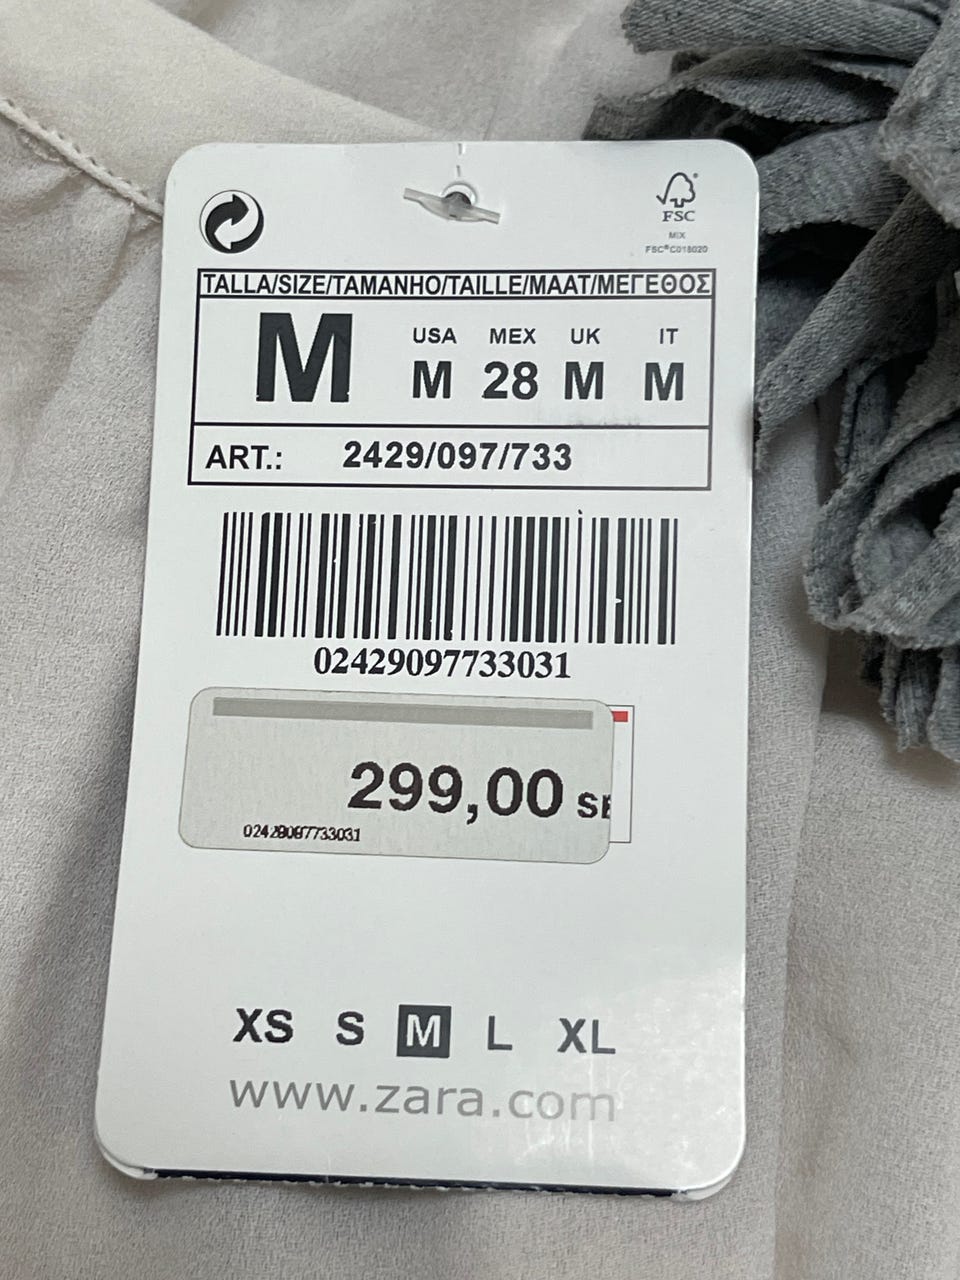 FSC
MIX
FSC® C018020
TALLA/SIZE/TAMANHO/TAILLE/MAAT/ΜΕΓΕΘΟΣ
M
USA MEX UK IT
M 28 M M
ART.: 2429/097/733
02429097733031
299,00
02429097733031
XS S M L XL
www.zara.com